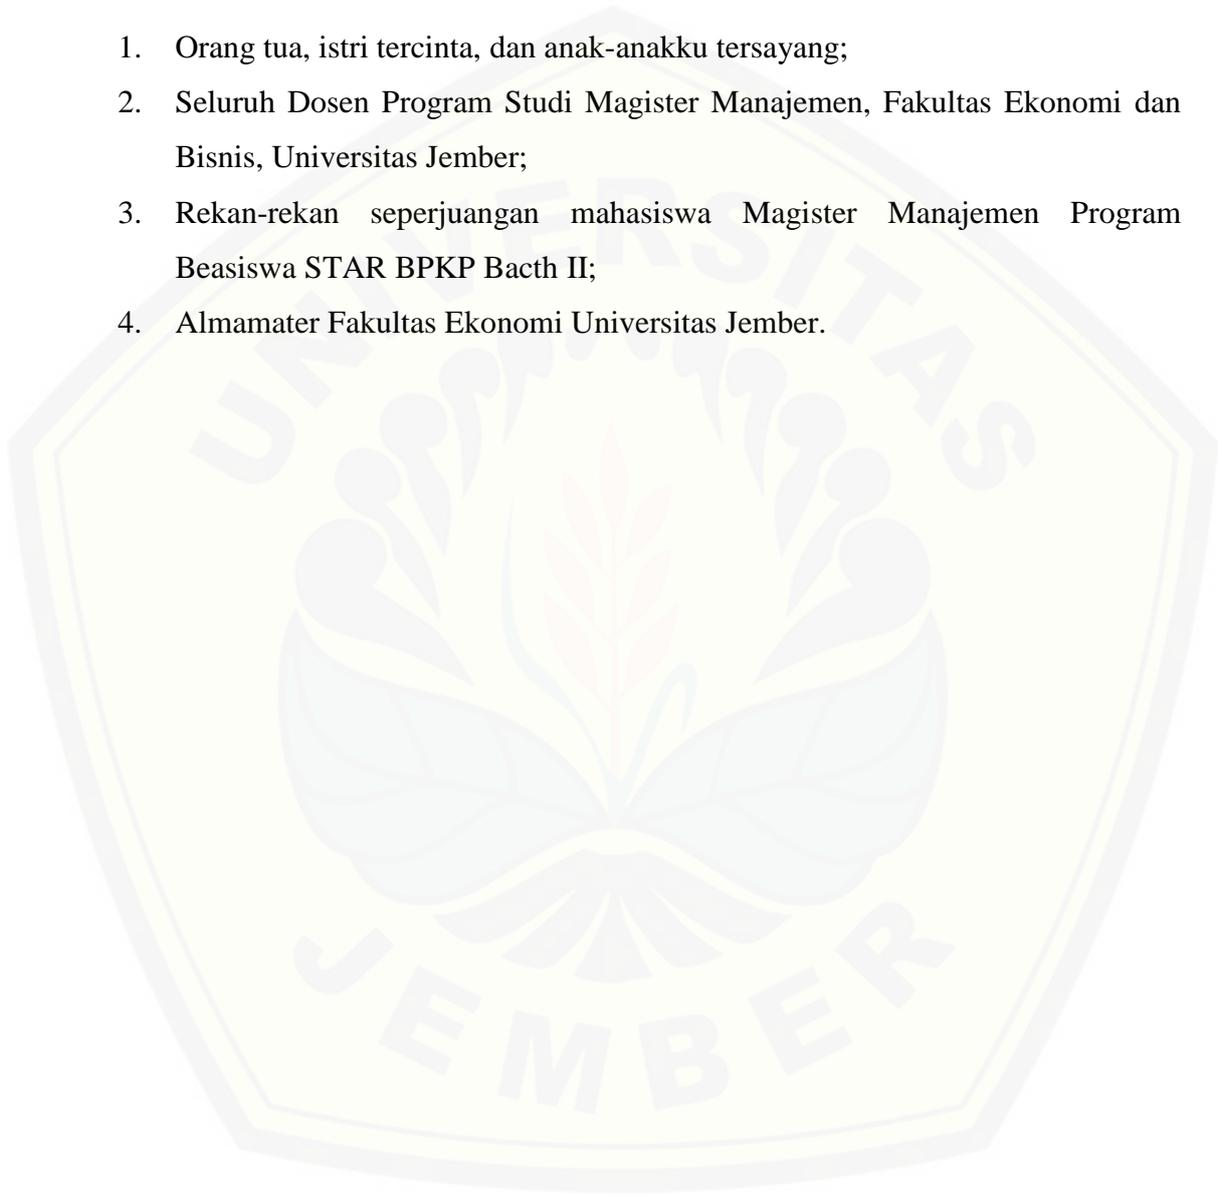 1. Orang tua, istri tercinta, dan anak-anakku tersayang;
2. Seluruh Dosen Program Studi Magister Manajemen, Fakultas Ekonomi dan
Bisnis, Universitas Jember;
3. Rekan-rekan seperjuangan mahasiswa Magister Manajemen Program
Beasiswa STAR BPKP Bacth II;
4. Almamater Fakultas Ekonomi Universitas Jember.
UNIVERSITAS
JEMBER